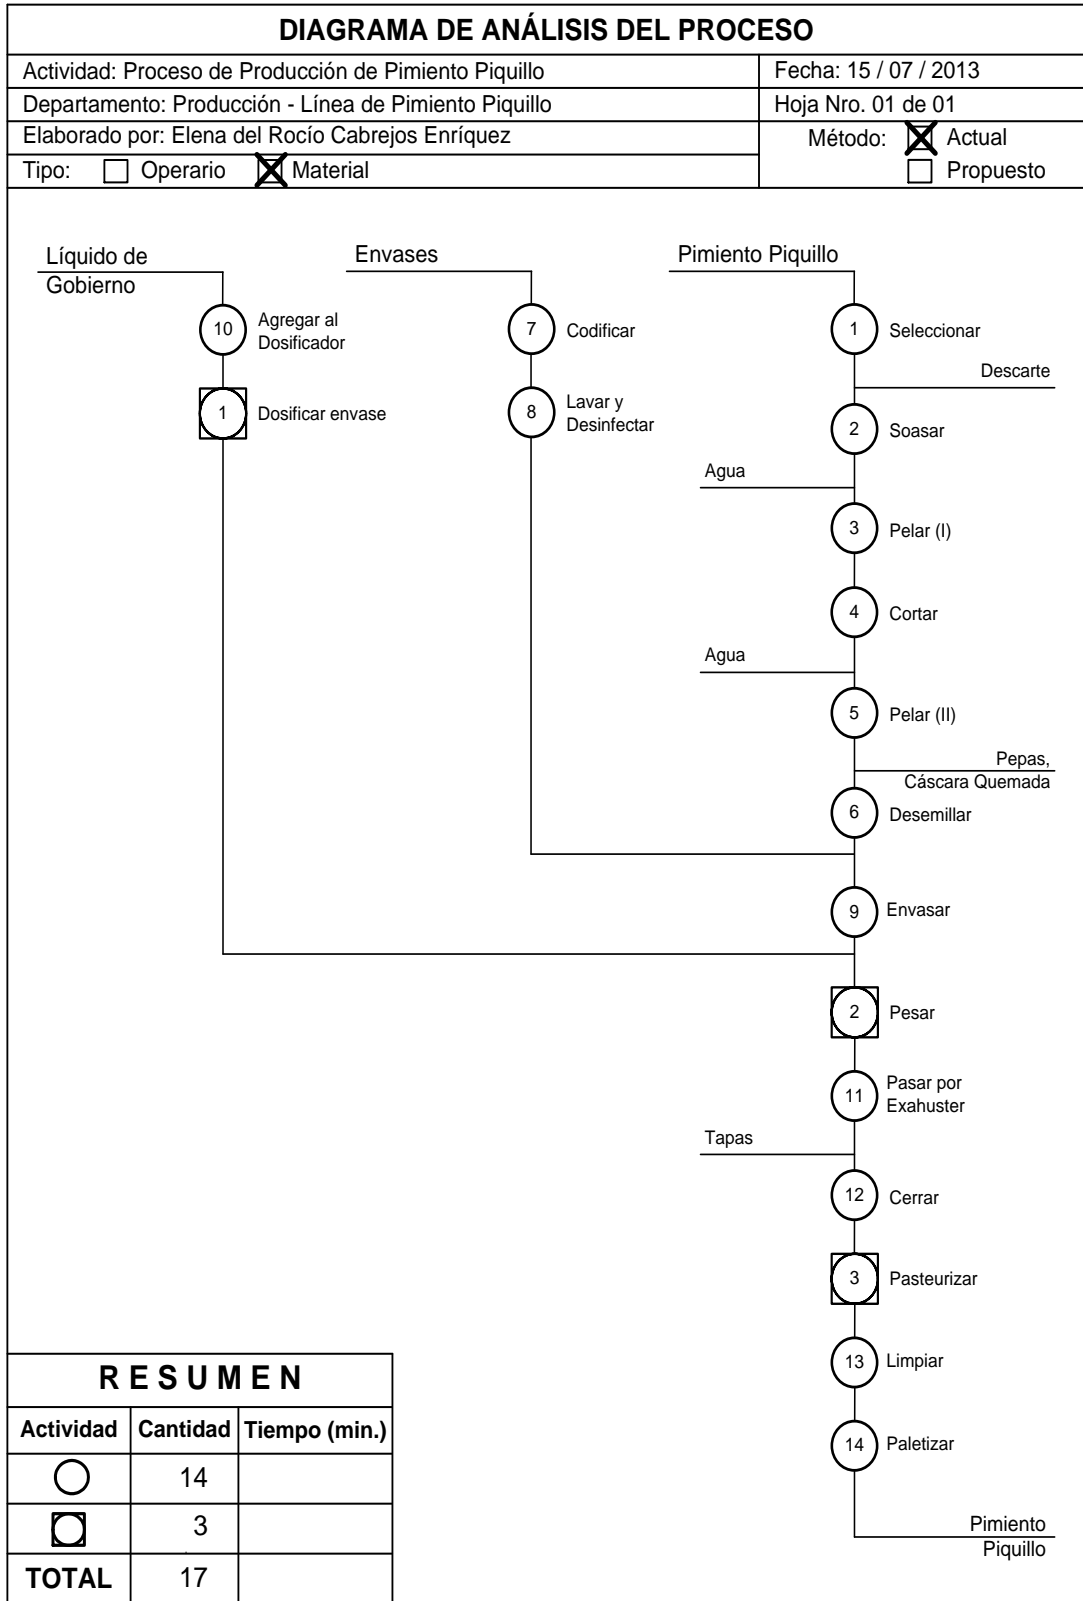 DIAGRAMA DE ANÁLISIS DEL PROCESO
Actividad: Proceso de Producción de Pimiento Piquillo
Fecha: 15 / 07 / 2013
Departamento: Producción - Línea de Pimiento Piquillo
Hoja Nro. 01 de 01
Elaborado por: Elena del Rocío Cabrejos Enríquez
Método: Actual
Propuesto
Tipo: Operario Material
Líquido de
Gobierno
10 Agregar al
Dosificador
1 Dosificar envase
Envases
7 Codificar
8 Lavar y
Desinfectar
Pimiento Piquillo
1 Seleccionar
Descarte
2 Soasar
Agua
3 Pelar (I)
4 Cortar
Agua
5 Pelar (II)
Pepas,
Cáscara Quemada
6 Desemillar
9 Envasar
2 Pesar
11 Pasar por
Exahuster
Tapas
12 Cerrar
3 Pasteurizar
13 Limpiar
14 Paletizar
Pimiento
Piquillo
RESUMEN
Actividad Cantidad Tiempo (min.)
14
3
TOTAL 17